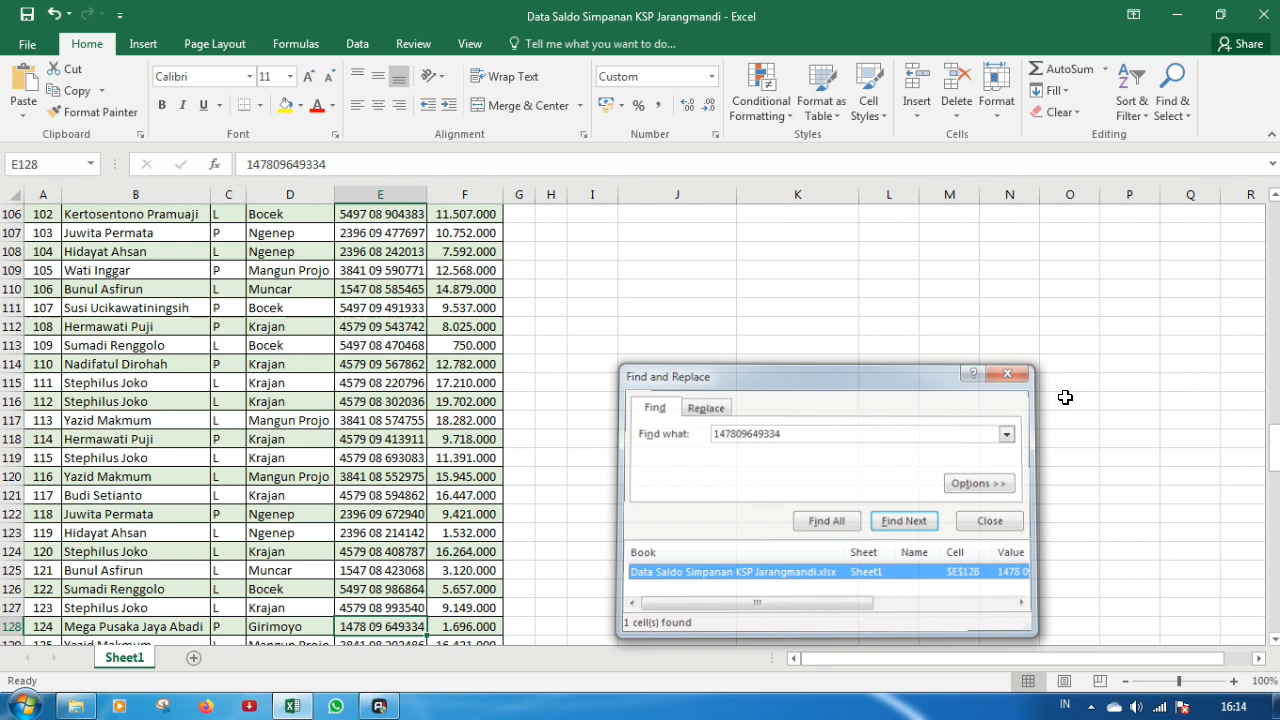 Data Saldo Simpanan KSP Jarangmandi - Excel
File Home Insert Page Layout Formulas Data Review View Tell me what you want to do... Share
Paste
Cut
Copy
Format Painter
Clipboard
Calibri 11
B I U
Font
Wrap Text
Merge & Center
Alignment
Custom
%
Number
Conditional Formatting
Format as Table
Cell Styles
Styles
Insert Delete Format
Cells
AutoSum
Fill
Clear
Sort & Filter
Find & Select
Editing
E128 fx 147809649334
A B C D E F G H I J K L M N O P Q R
106 102 Kertosentono Pramuaji L Bocek 5497 08 904383 11.507.000
107 103 Juwita Permata P Ngenep 2396 09 477697 10.752.000
108 104 Hidayat Ahsan L Ngenep 2396 08 242013 7.592.000
109 105 Wati Inggar P Mangun Projo 3841 09 590771 12.568.000
110 106 Bunul Asfirun L Muncar 1547 08 585465 14.879.000
111 107 Susi Ucikawatiningsih P Bocek 5497 09 491933 9.537.000
112 108 Hermawati Puji P Krajan 4579 09 543742 8.025.000
113 109 Sumadi Renggolo L Bocek 5497 08 470468 750.000
114 110 Nadifatul Dirohah P Krajan 4579 09 567862 12.782.000
115 111 Stephilus Joko L Krajan 4579 08 220796 17.210.000
116 112 Stephilus Joko L Krajan 4579 08 302036 19.702.000
117 113 Yazid Makmum L Mangun Projo 3841 08 574755 18.282.000
118 114 Hermawati Puji P Krajan 4579 09 413911 9.718.000
119 115 Stephilus Joko L Krajan 4579 08 693083 11.391.000
120 116 Yazid Makmum L Mangun Projo 3841 08 552975 15.945.000
121 117 Budi Setianto L Krajan 4579 08 594862 16.447.000
122 118 Juwita Permata P Ngenep 2396 09 672940 9.421.000
123 119 Hidayat Ahsan L Ngenep 2396 08 214142 1.532.000
124 120 Stephilus Joko L Krajan 4579 08 408787 16.264.000
125 121 Bunul Asfirun L Muncar 1547 08 423068 3.120.000
126 122 Sumadi Renggolo L Bocek 5497 08 986864 5.657.000
127 123 Stephilus Joko L Krajan 4579 08 993540 9.149.000
128 124 Mega Pusaka Jaya Abadi P Girimoyo 1478 09 649334 1.696.000
Find and Replace
Find Replace
Find what: 147809649334
Options >>
Find All Find Next Close
Book Sheet Name Cell Value
Data Saldo Simpanan KSP Jarangmandi.xlsx Sheet1 $E$128 1478 0
1 cell(s) found
Sheet1
Ready 100%
IN 16:14